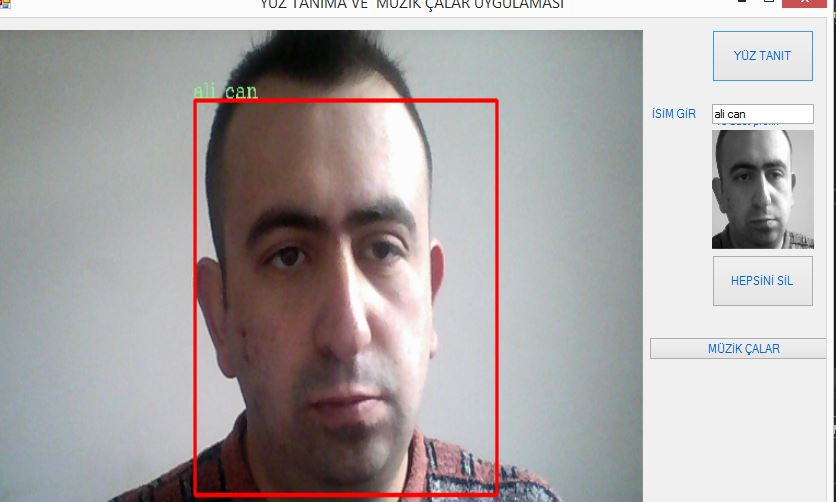 YÜZ TANIMA VE MÜZİK ÇALAR UYGULAMASI
ali can
YÜZ TANIT
İSİM GİR
ali can
HEPSİNİ SİL
MÜZİK ÇALAR